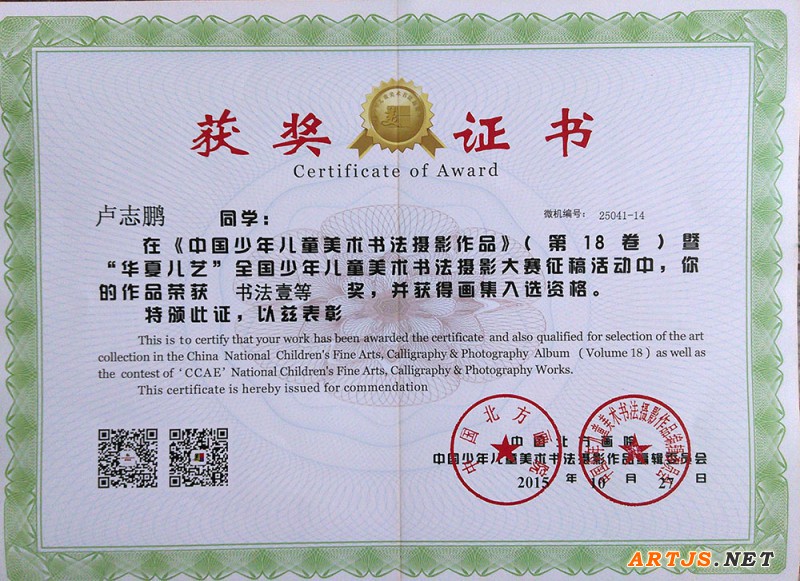 获奖证书
Certificate of Award
卢志鹏 同学： 微机编号： 25041-14
在《中国少年儿童美术书法摄影作品》（第18卷）暨
“华夏儿艺”全国少年儿童美术书法摄影大赛征稿活动中，你
的作品荣获 书法壹等 奖，并获得画集入选资格。
特颁此证，以兹表彰
This is to certify that your work has been awarded the certificate and also qualified for selection of the art
collection in the China National Children's Fine Arts, Calligraphy & Photography Album (Volume 18) as well as
the contest of ‘CCAE’ National Children's Fine Arts, Calligraphy & Photography Works.
This certificate is hereby issued for commendation
中国北方画院
中国少年儿童美术书法摄影作品编辑委员会
2015 年 10 月 27 日
中国北方画院
ARTJS.NET